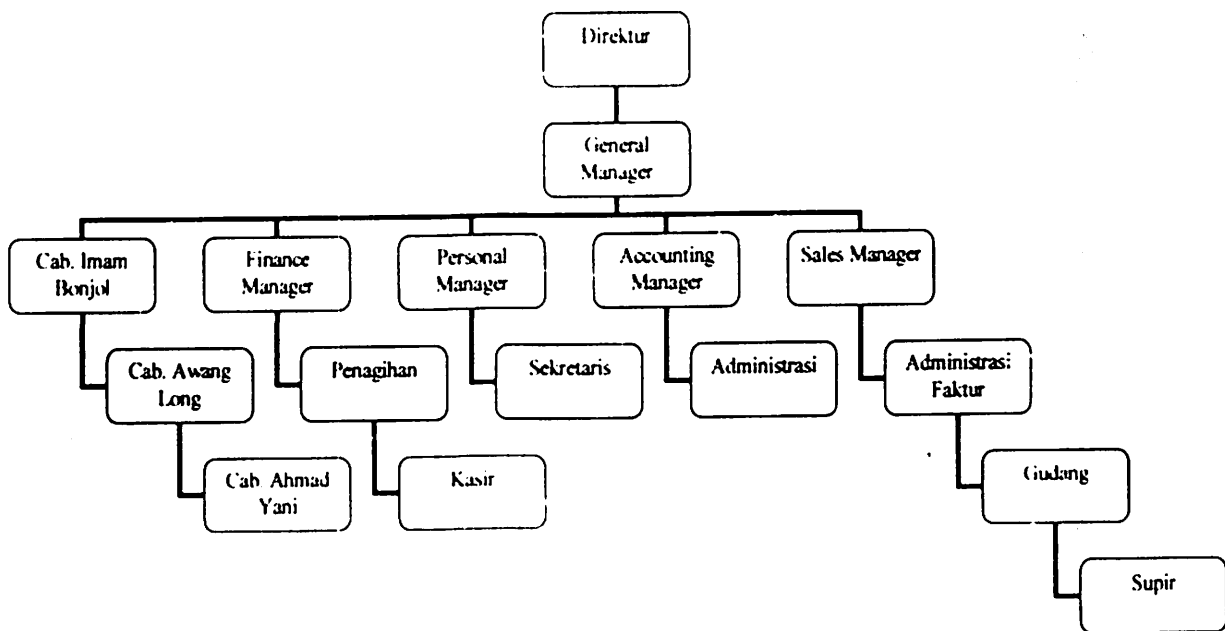 Direktur
General
Manager
Cab. Imam
Bonjol
Finance
Manager
Personal
Manager
Accounting
Manager
Sales Manager
Cab. Awang
Long
Penagihan
Sekretaris
Administrasi
Administrasi
Faktur
Cab. Ahmad
Yani
Kasir
Gudang
Supir